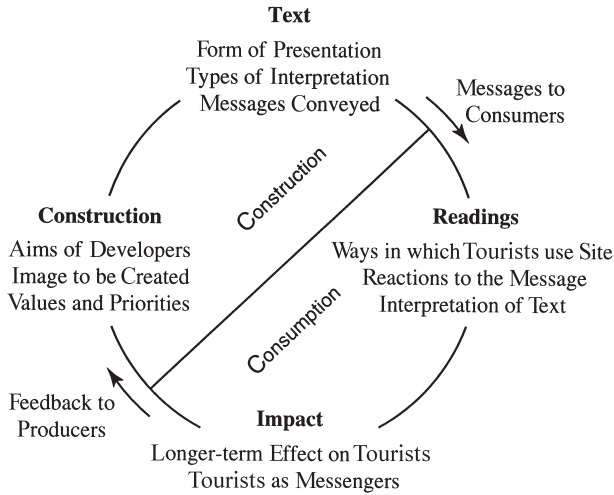 Text
Form of Presentation
Types of Interpretation
Messages Conveyed
Messages to
Consumers
Construction
Construction
Aims of Developers
Image to be Created
Values and Priorities
Readings
Ways in which Tourists use Site
Reactions to the Message
Interpretation of Text
Consumption
Feedback to
Producers
Impact
Longer-term Effect on Tourists
Tourists as Messengers